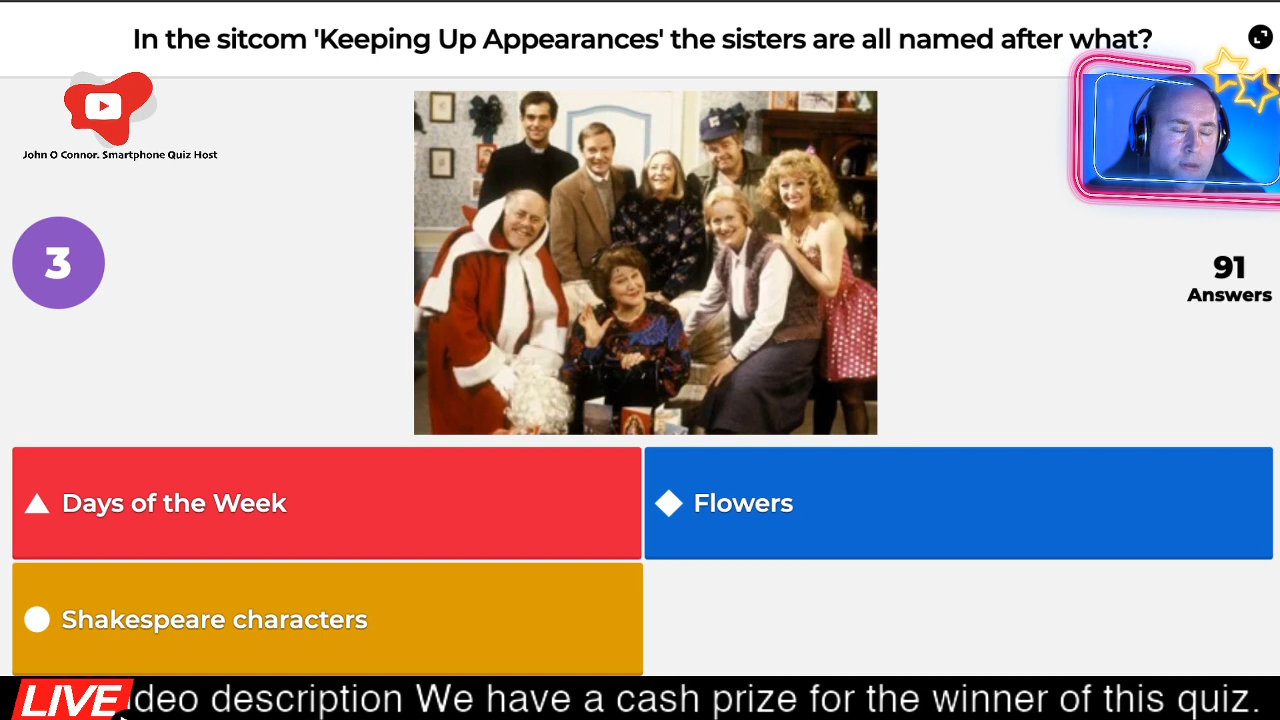 In the sitcom 'Keeping Up Appearances' the sisters are all named after what?
John O Connor. Smartphone Quiz Host
3
91
Answers
Days of the Week
Flowers
Shakespeare characters
LIVE
deo description We have a cash prize for the winner of this quiz.